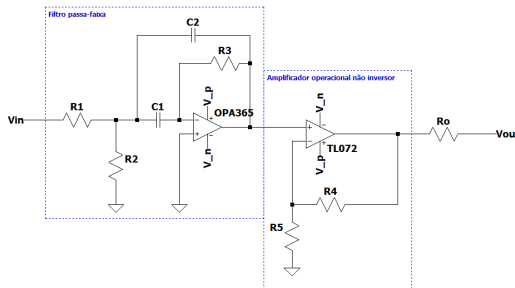 Filtro passa-faixa
C2
R3
V_p
R1
C1
OPA365
Vin
V_n
R2
Amplificador operacional não inversor
V_n
Ro
Vou
TL072
V_p
R4
R5